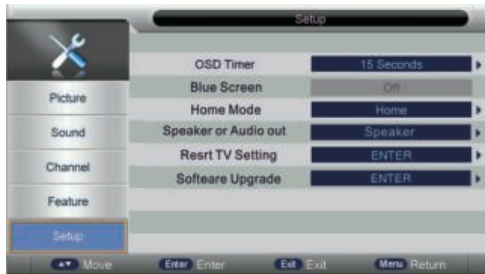 Setup
OSD Timer 15 Seconds
Blue Screen Off
Home Mode Home
Speaker or Audio out Speaker
Resrt TV Setting ENTER
Softeare Upgrade ENTER
Picture
Sound
Channel
Feature
Setup
Move Enter Enter Exit Exit Menu Return